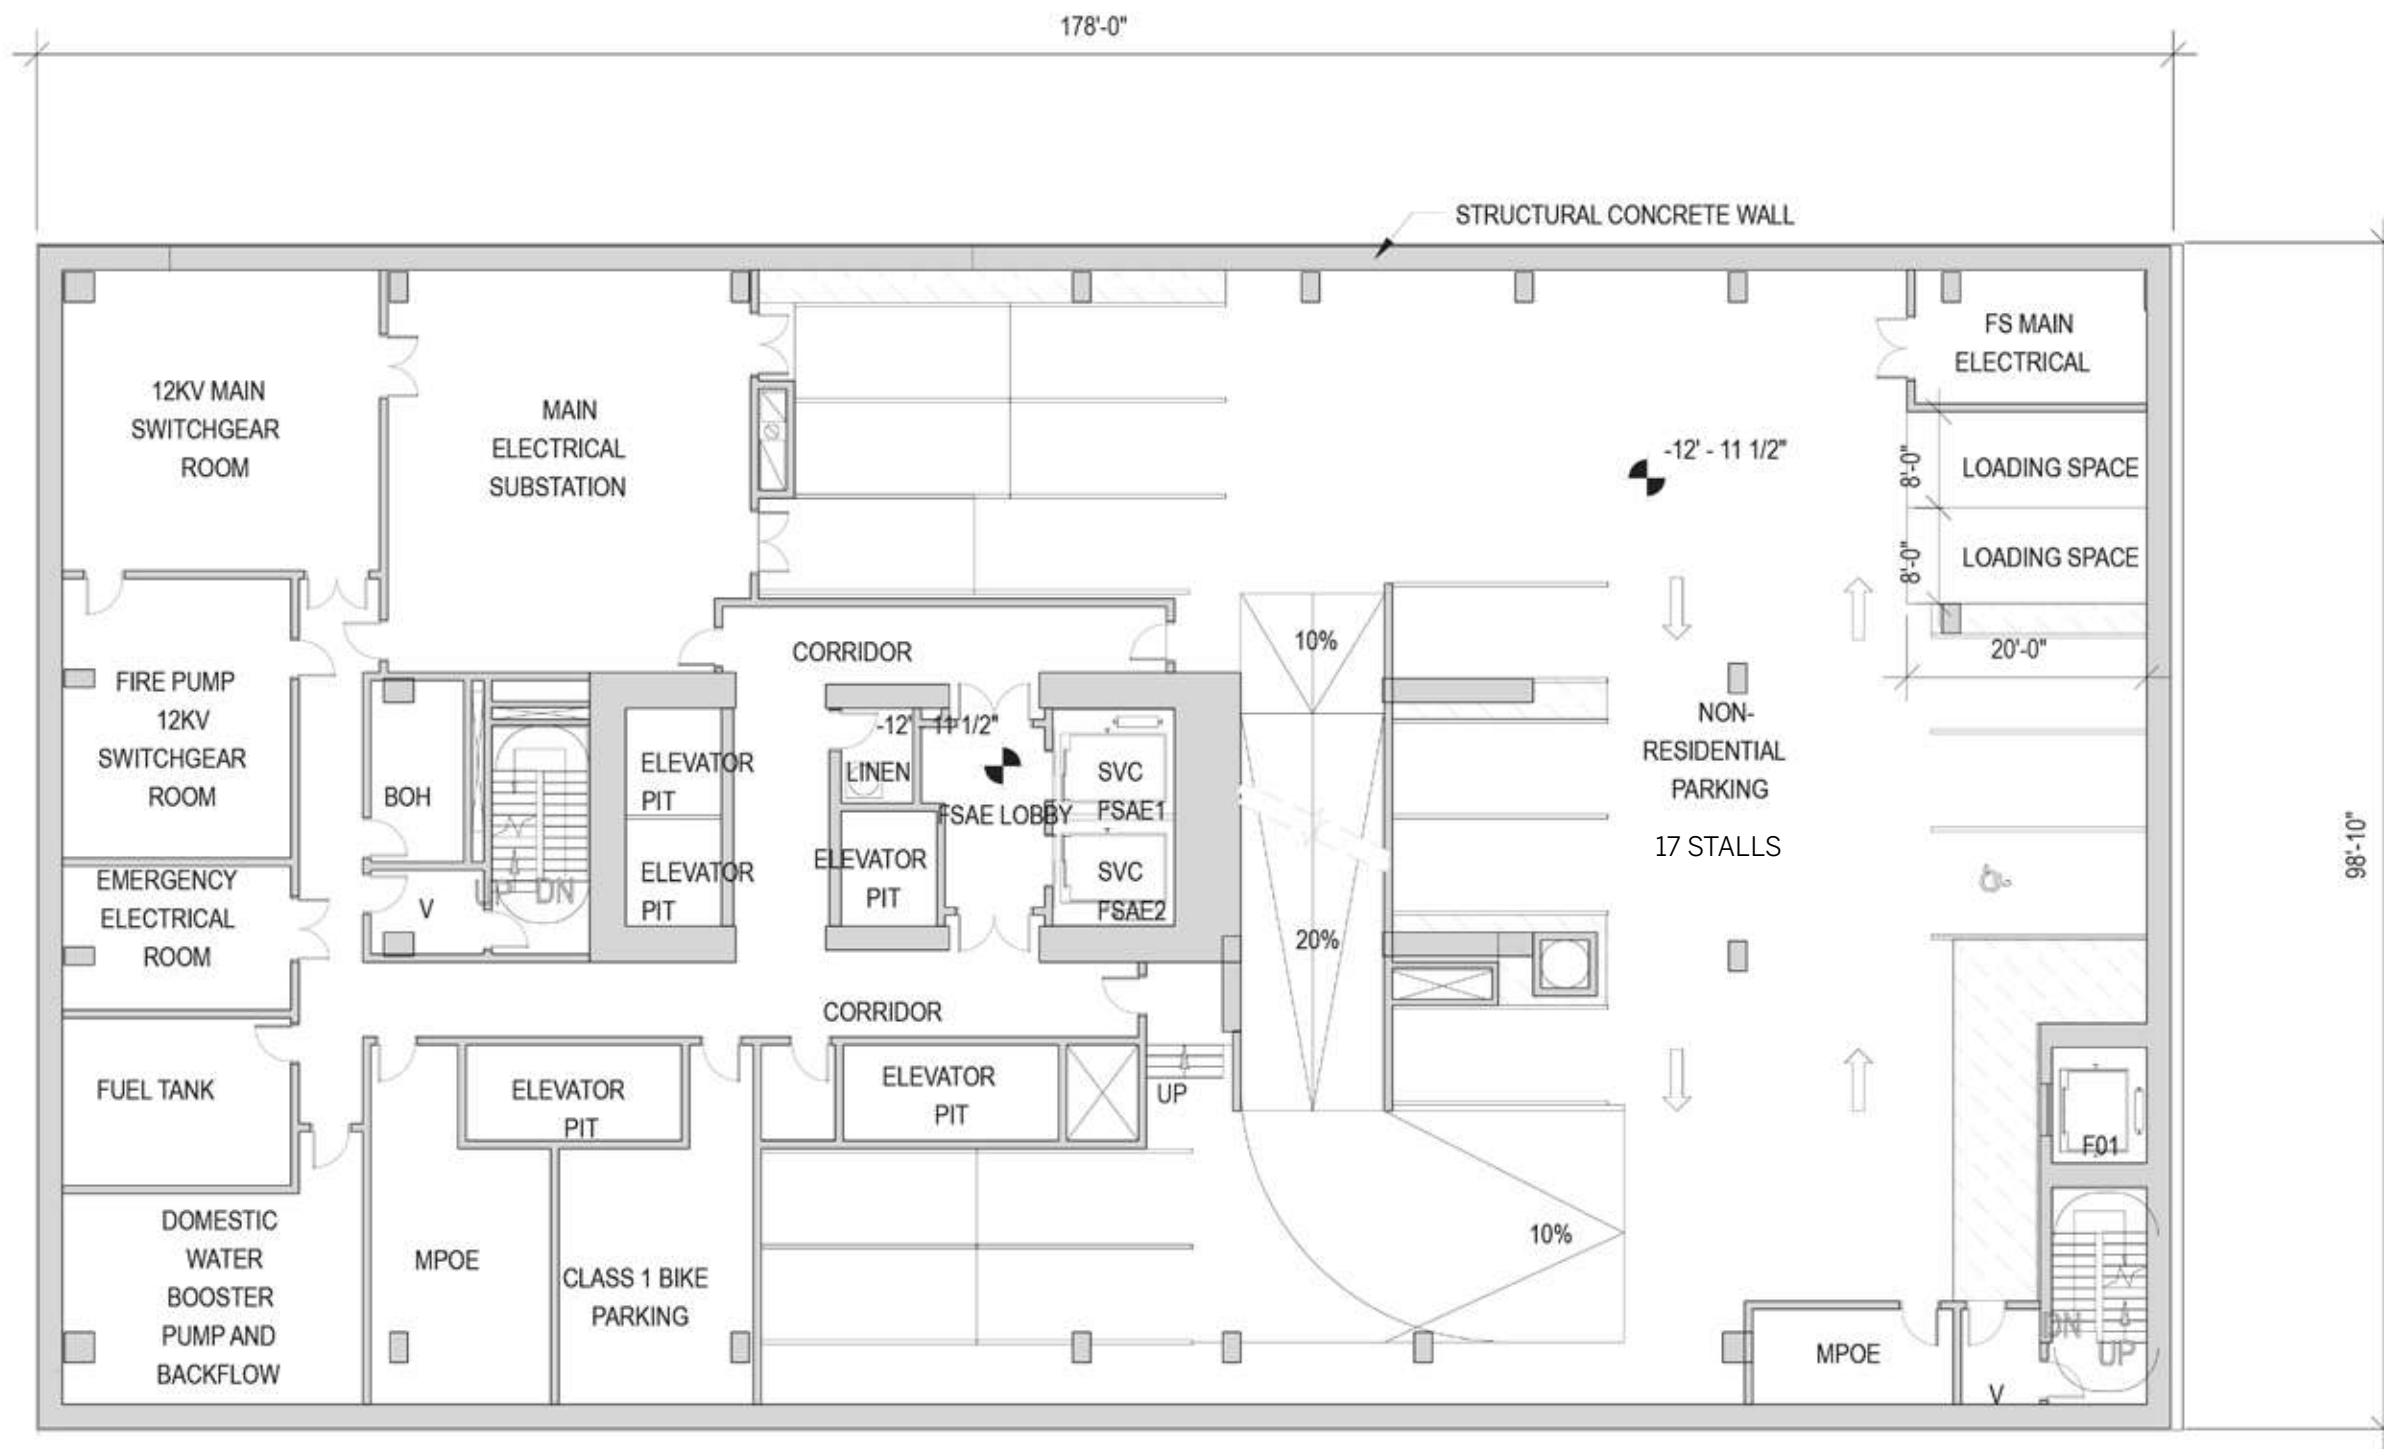 178'-0"
STRUCTURAL CONCRETE WALL
FS MAIN
ELECTRICAL
12KV MAIN
SWITCHGEAR
ROOM
MAIN
ELECTRICAL
SUBSTATION
-12' - 11 1/2"
8'-0"
LOADING SPACE
8'-0"
LOADING SPACE
10%
CORRIDOR
20'-0"
FIRE PUMP
12KV
SWITCHGEAR
ROOM
NON-
RESIDENTIAL
PARKING
17 STALLS
-12' - 11 1/2"
ELEVATOR
PIT
LINEN
SVC
FSAE1
BOH
FSAE LOBBY
98'-10"
ELEVATOR
PIT
ELEVATOR
PIT
SVC
FSAE2
EMERGENCY
ELECTRICAL
ROOM
V
UP
DN
20%
CORRIDOR
FUEL TANK
ELEVATOR
PIT
ELEVATOR
PIT
UP
F01
DOMESTIC
WATER
BOOSTER
PUMP AND
BACKFLOW
MPOE
CLASS 1 BIKE
PARKING
10%
DN
UP
MPOE
V